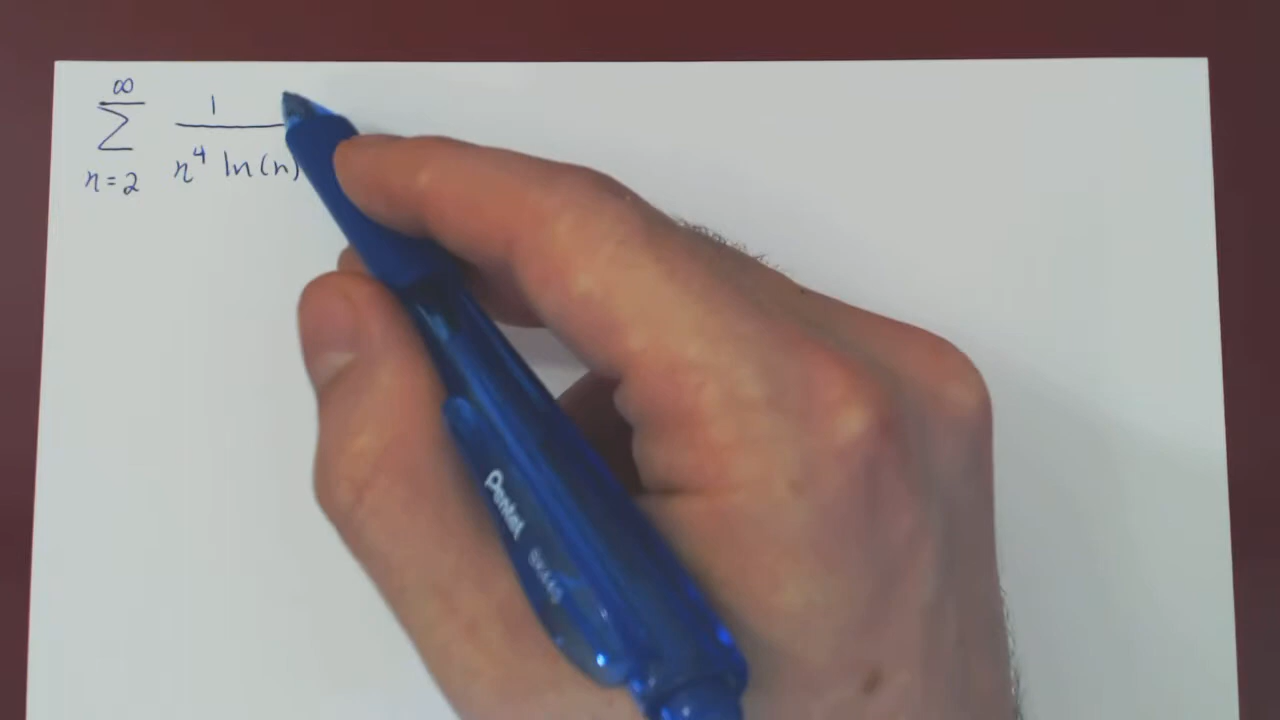 ∞
∑ 1
n=2 n⁴ ln(n)
Pentel